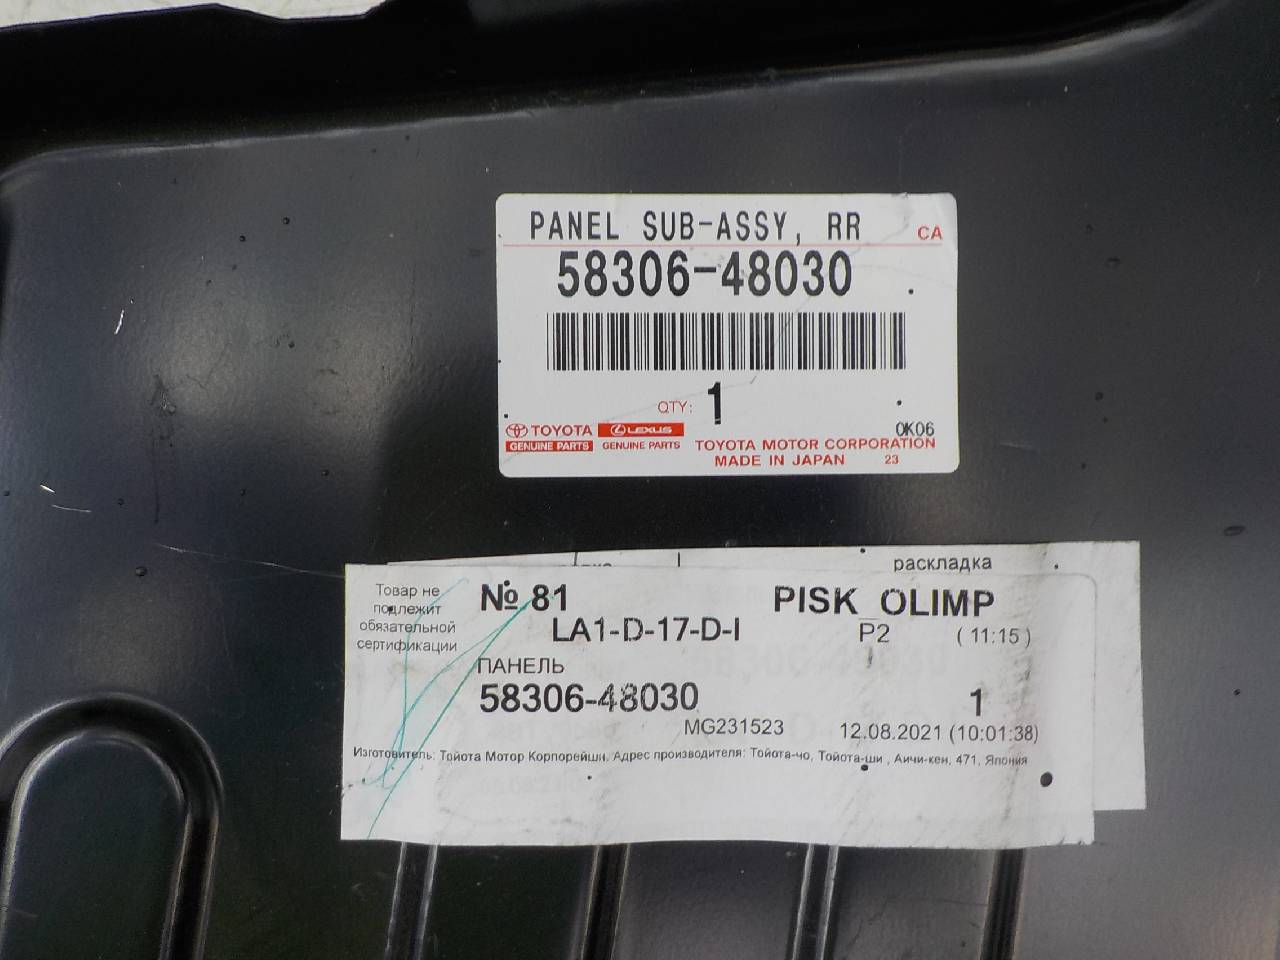 PANEL SUB-ASSY, RR CA
58306-48030
QTY: 1
0K06
TOYOTA LEXUS
GENUINE PARTS GENUINE PARTS TOYOTA MOTOR CORPORATION
MADE IN JAPAN 23
раскладка
Товар не
подлежит
обязательной
сертификации
№ 81 PISK_OLIMP
LA1-D-17-D-I P2 ( 11:15 )
ПАНЕЛЬ
58306-48030 1
MG231523 12.08.2021 (10:01:38)
Изготовитель: Тойота Мотор Корпорейшн. Адрес производителя: Тойота-чо, Тойота-ши , Аичи-кен, 471, Япония